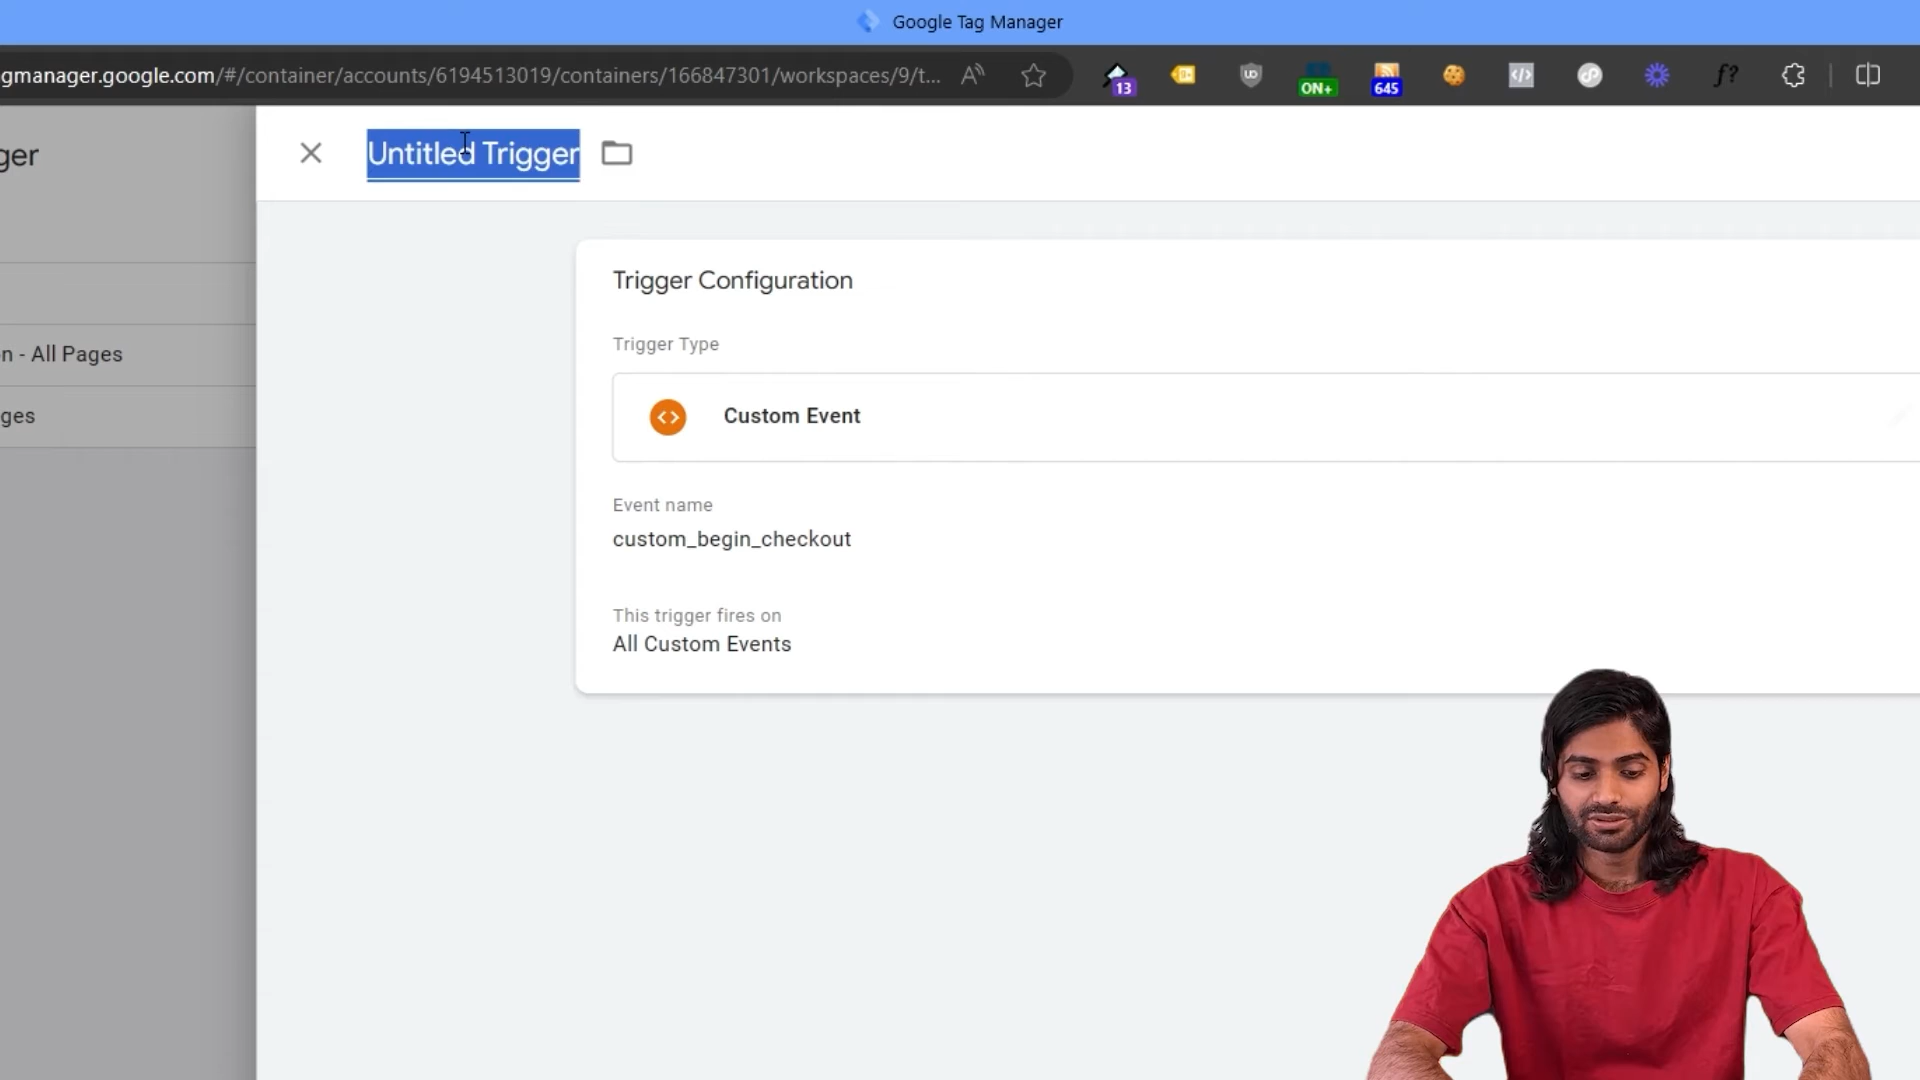 Google Tag Manager
gmanager.google.com/#/container/accounts/6194513019/containers/166847301/workspaces/9/t...
A
13
UD
ON+
645
</>
f?
ger
Untitled Trigger
Trigger Configuration
Trigger Type
Custom Event
n - All Pages
ges
Event name
custom_begin_checkout
This trigger fires on
All Custom Events